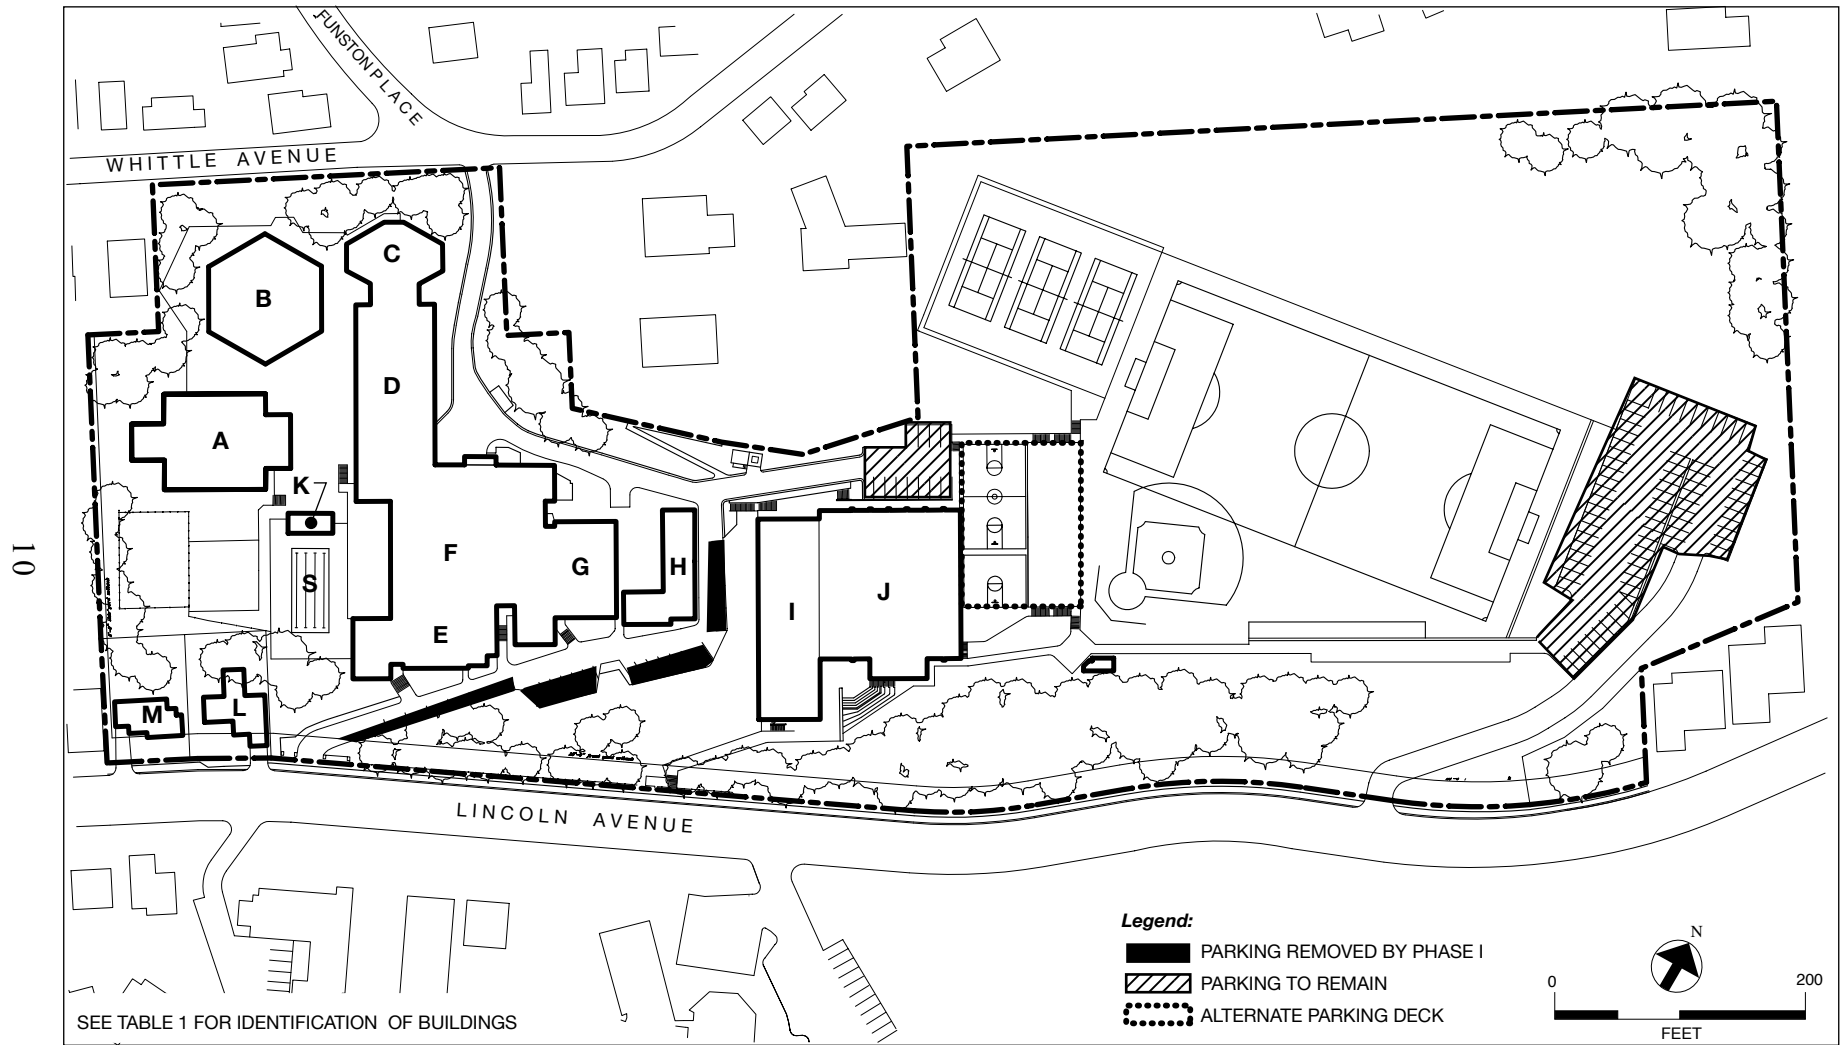 FUNSTON PLACE
WHITTLE AVENUE
C
B
D
A
K
F
G
H
S
J
I
E
M
L
10
LINCOLN AVENUE
Legend:
PARKING REMOVED BY PHASE I
PARKING TO REMAIN
ALTERNATE PARKING DECK
N
0 200
FEET
SEE TABLE 1 FOR IDENTIFICATION OF BUILDINGS